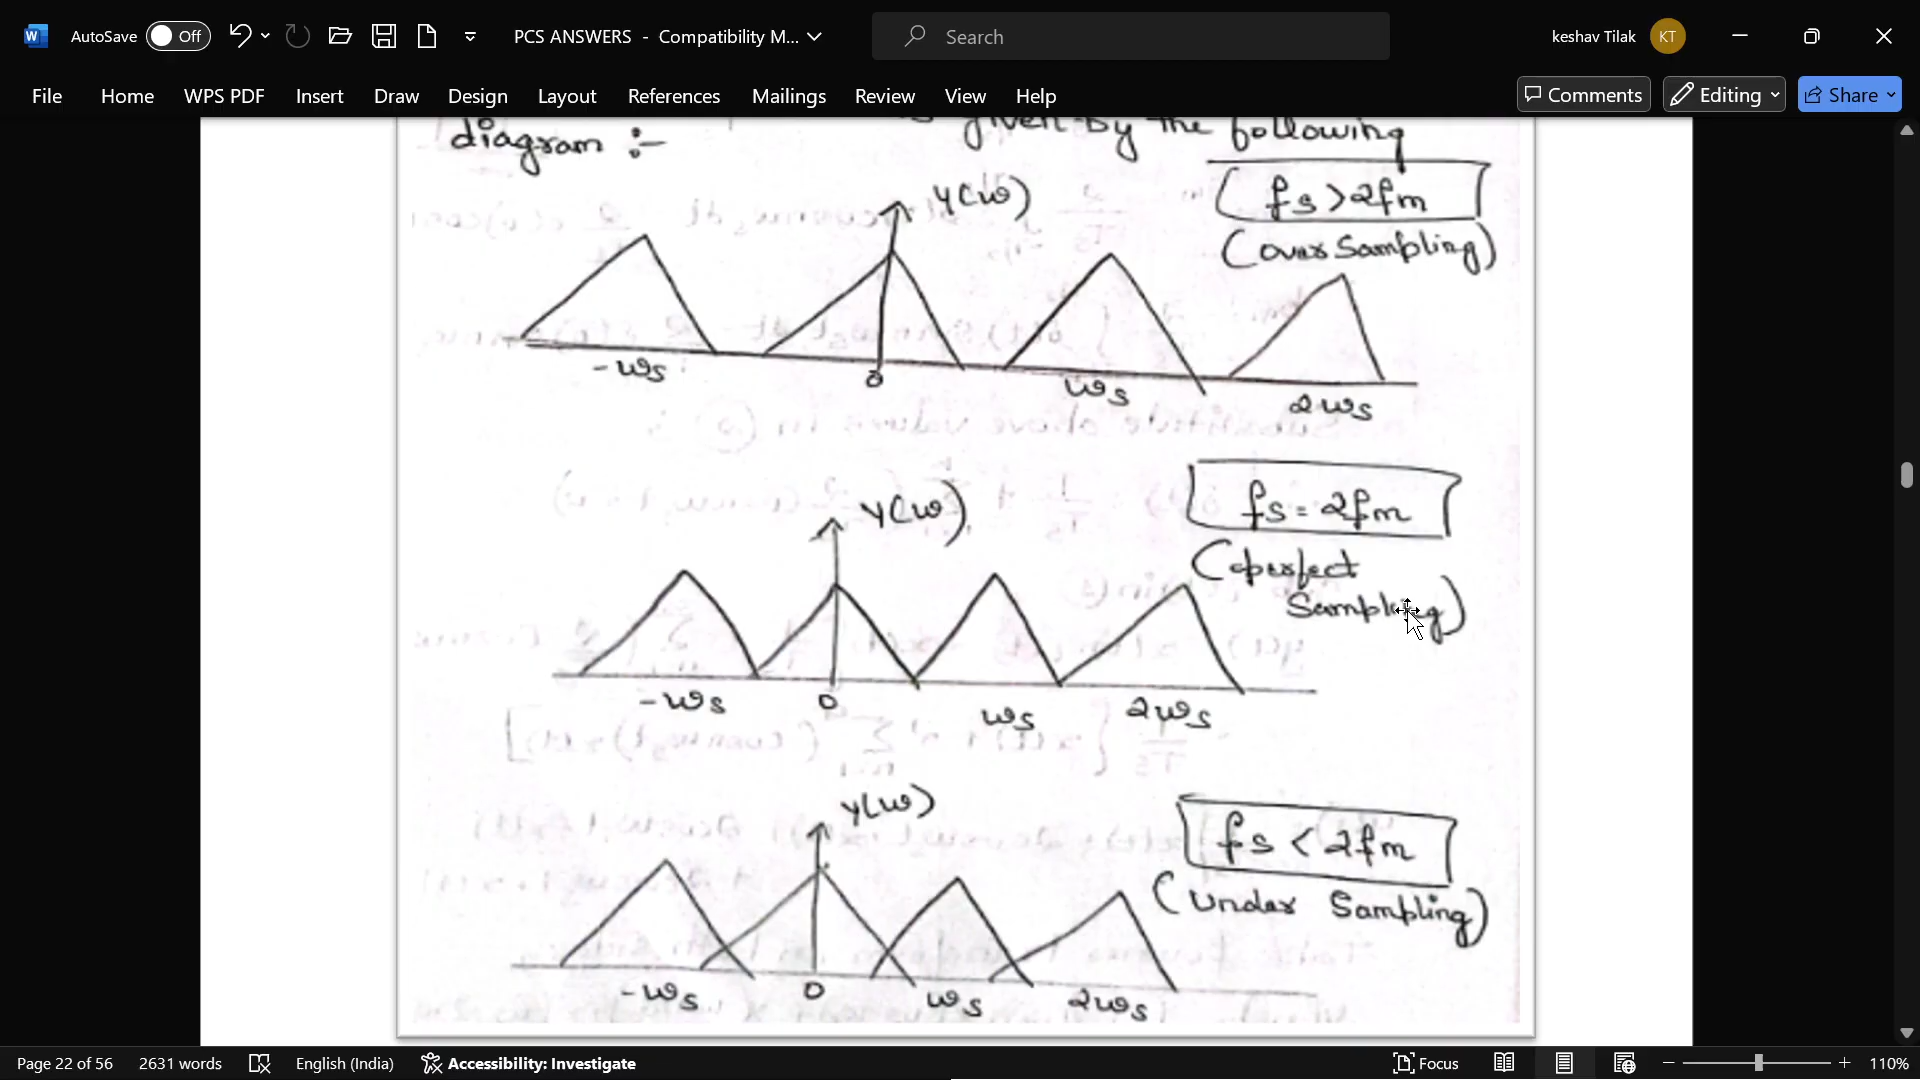 AutoSave Off PCS ANSWERS - Compatibility M... Search keshav Tilak KT
File Home WPS PDF Insert Draw Design Layout References Mailings Review View Help Comments Editing Share
given by the following
diagram :-
Y(ω)
fs>2fm
(over Sampling)
-ωs 0 ωs 2ωs
Y(ω)
fs=2fm
(perfect
Sampling)
-ωs 0 ωs 2ωs
Y(ω)
fs < 2fm
(under Sampling)
-ωs 0 ωs 2ωs
Page 22 of 56 2631 words English (India) Accessibility: Investigate Focus 110%